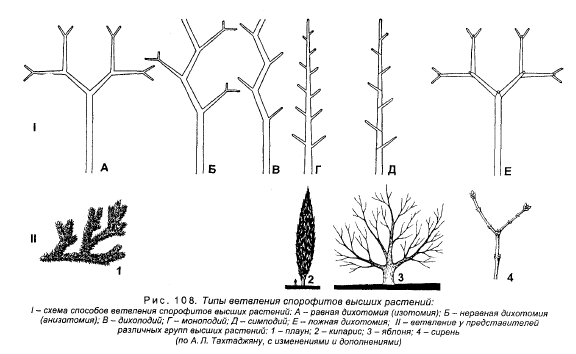 I
А Б В Г Д Е
II
1 2 3 4
Рис. 108. Типы ветвления спорофитов высших растений:
I – схема способов ветвления спорофитов высших растений: А – равная дихотомия (изотомия); Б – неравная дихотомия
(анизотомия); В – дихоподий; Г – моноподий; Д – симподий; Е – ложная дихотомия; II – ветвление у представителей
различных групп высших растений: 1 – плаун; 2 – кипарис; 3 – яблоня; 4 – сирень
(по А. Л. Тахтаджяну, с изменениями и дополнениями)